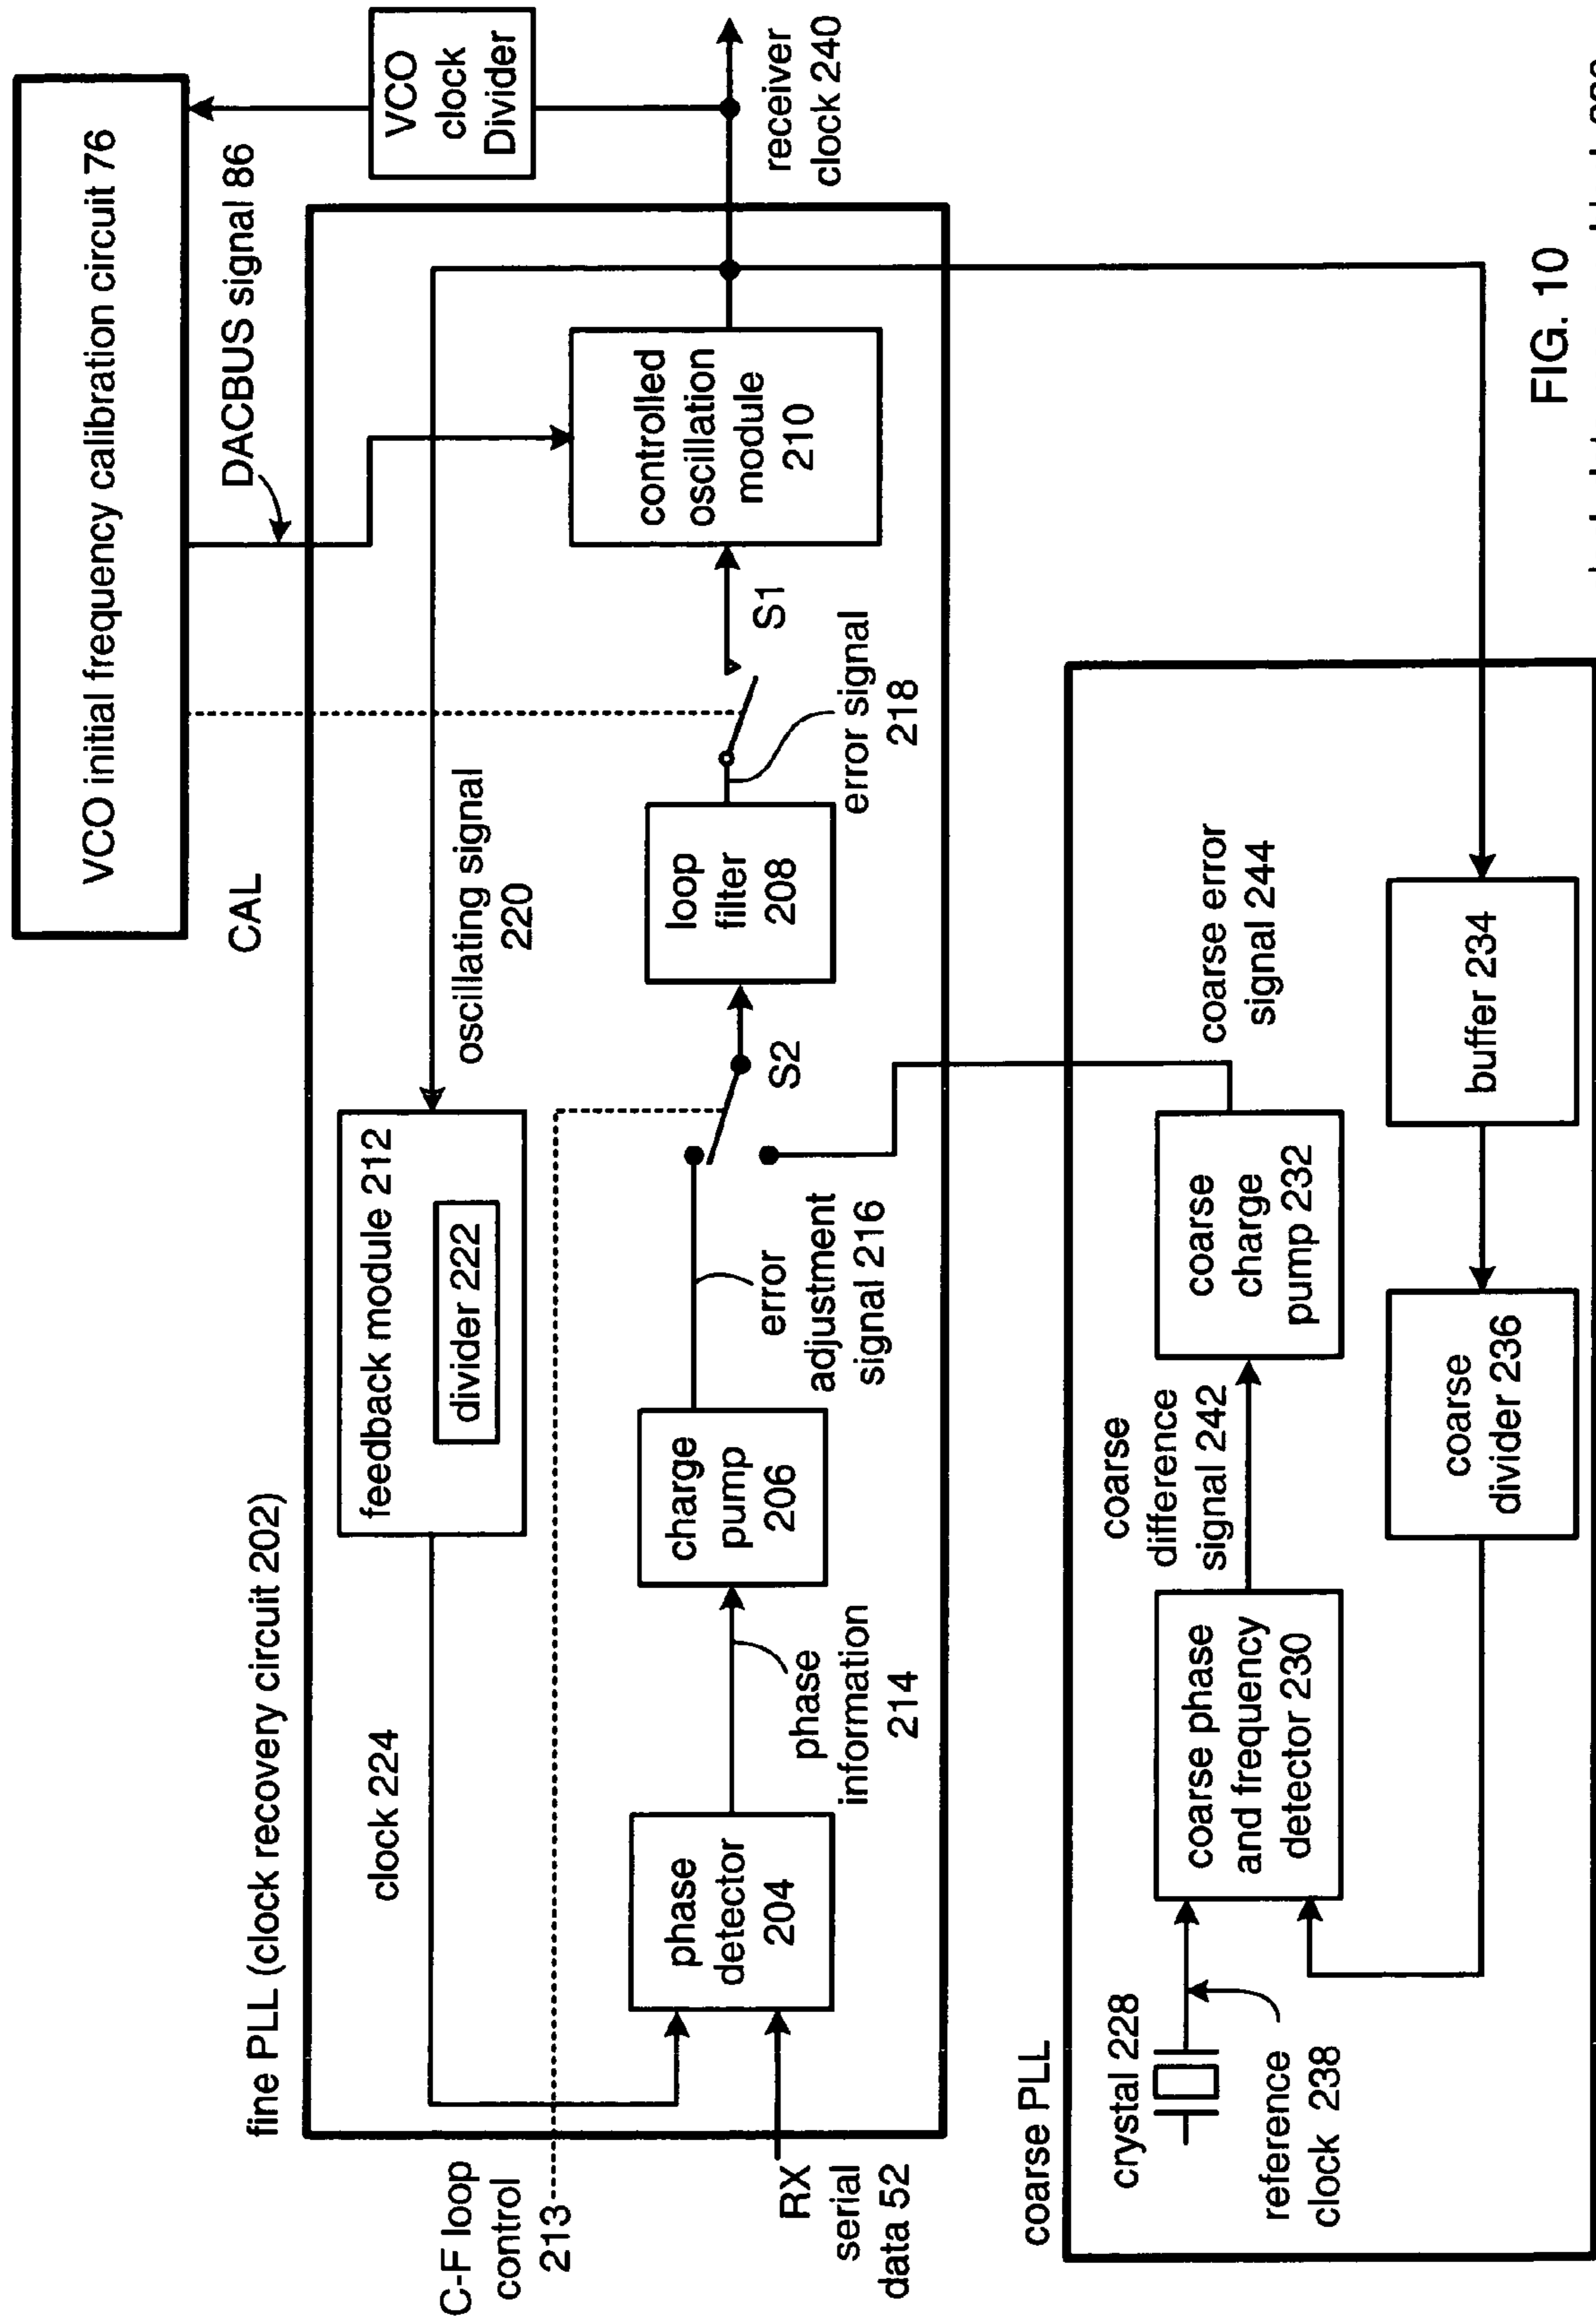 VCO initial frequency calibration circuit 76
CAL
DACBUS signal 86
VCO
clock
Divider
fine PLL (clock recovery circuit 202)
clock 224
feedback module 212
divider 222
oscillating signal
220
C-F loop
control
213
RX
serial
data 52
phase
detector
204
phase
information
214
charge
pump
206
error
adjustment
signal 216
S2
loop
filter
208
error signal
218
S1
controlled
oscillation
module
210
receiver
clock 240
coarse PLL
crystal 228
reference
clock 238
coarse phase
and frequency
detector 230
coarse
difference
signal 242
coarse
charge
pump 232
coarse error
signal 244
coarse
divider 236
buffer 234
FIG. 10